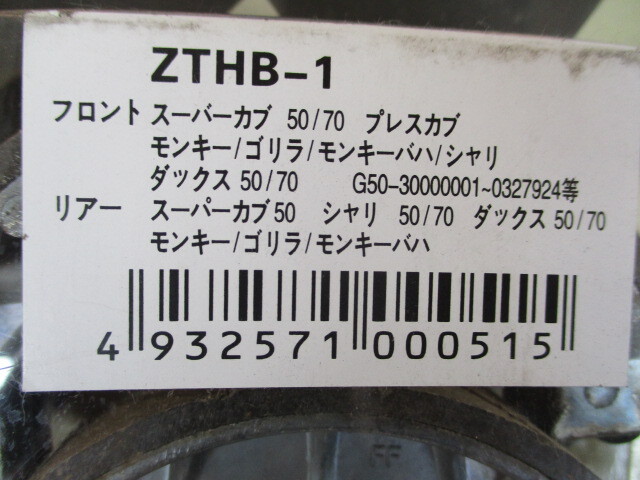 ZTHB-1
フロント スーパーカブ 50/70 プレスカブ
モンキー/ゴリラ/モンキーバハ/シャリ
ダックス 50/70 G50-30000001~0327924等
リアー スーパーカブ50 シャリ 50/70 ダックス 50/70
モンキー/ゴリラ/モンキーバハ
4 932571 000515
FF